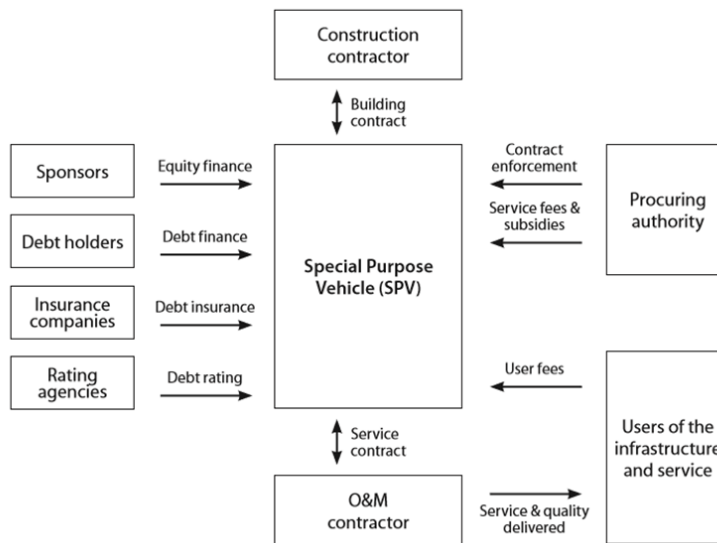 Construction
contractor
Building
contract
Sponsors
Equity finance
Debt holders
Debt finance
Insurance
companies
Debt insurance
Rating
agencies
Debt rating
Special Purpose
Vehicle (SPV)
Contract
enforcement
Service fees &
subsidies
Procuring
authority
User fees
Users of the
infrastructure
and service
Service
contract
O&M
contractor
Service & quality
delivered